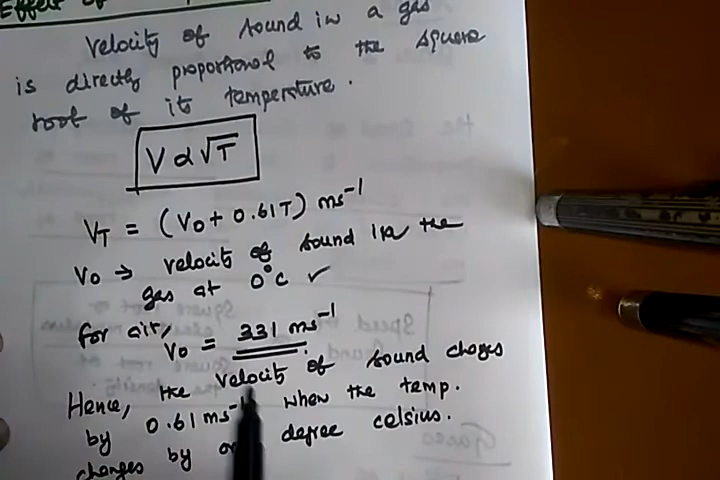 Effect of
Velocity of sound in a gas
is directly proportional to the square
root of its temperature.
V ∝ √T
V_T = (V₀ + 0.61T) ms⁻¹
V₀ → velocity of sound in the
gas at 0°C ✓
for air,
V₀ = 331 ms⁻¹.
Hence, the velocity of sound changes
by 0.61 ms⁻¹ when the temp.
changes by degree celsius.